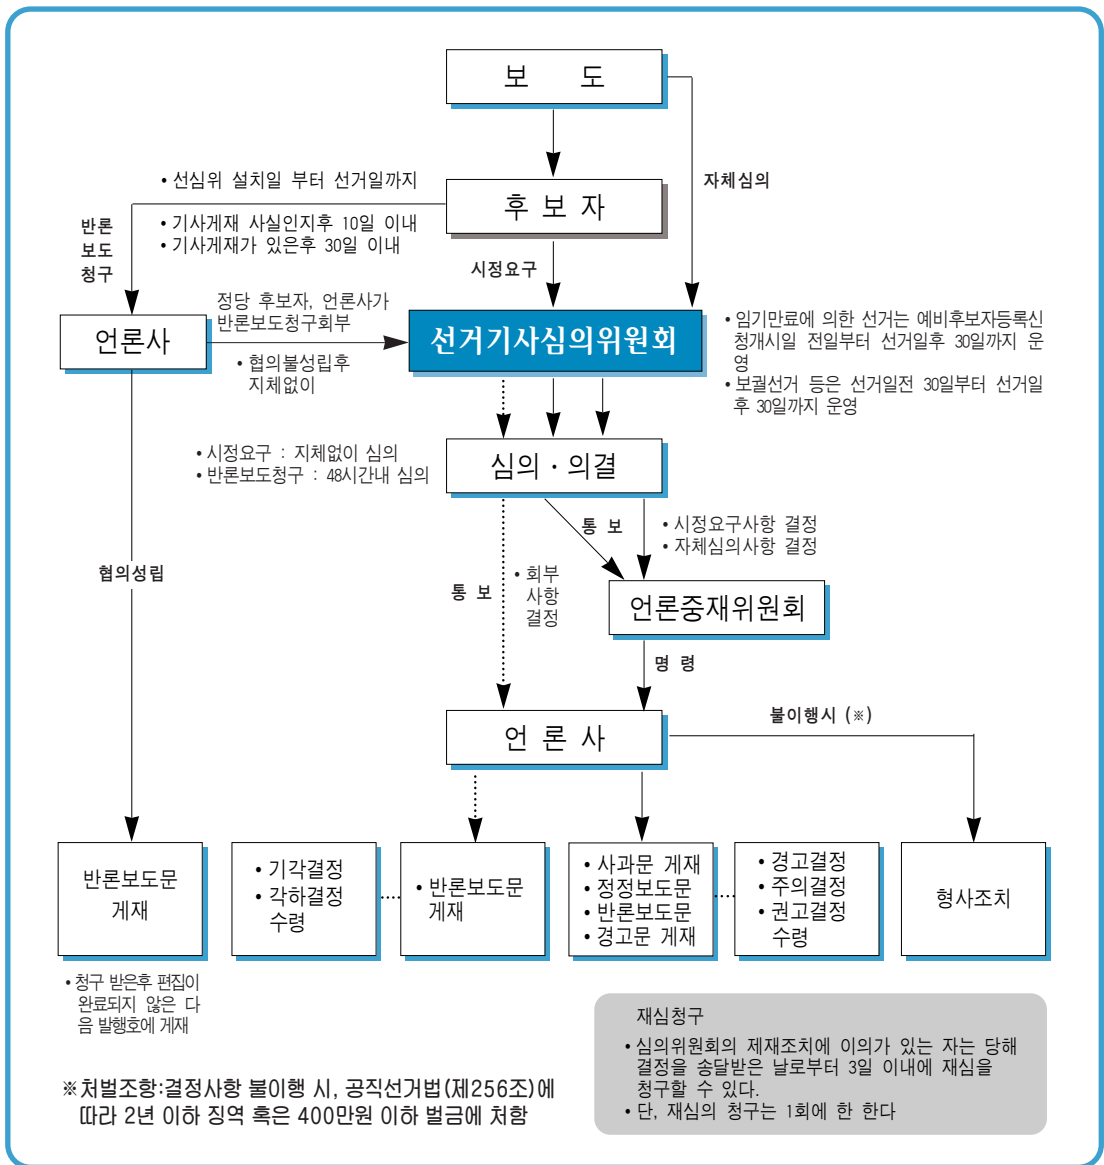 보 도
자체심의
• 선심위 설치일 부터 선거일까지
후 보 자
• 기사게재 사실인지후 10일 이내
• 기사게재가 있은후 30일 이내
반론
보도
청구
시정요구
정당 후보자, 언론사가
반론보도청구회부
언론사
선거기사심의위원회
• 협의불성립후
지체없이
• 임기만료에 의한 선거는 예비후보자등록신
청개시일 전일부터 선거일후 30일까지 운
영
• 보궐선거 등은 선거일전 30일부터 선거일
후 30일까지 운영
• 시정요구 : 지체없이 심의
• 반론보도청구 : 48시간내 심의
심의 · 의결
통 보
• 시정요구사항 결정
• 자체심의사항 결정
협의성립
통 보
• 회부
사항
결정
언론중재위원회
명 령
언 론 사
불이행시 (※)
반론보도문
게재
• 기각결정
• 각하결정
수령
• 반론보도문
게재
• 사과문 게재
• 정정보도문
• 반론보도문
• 경고문 게재
• 경고결정
• 주의결정
• 권고결정
수령
형사조치
• 청구 받은후 편집이
완료되지 않은 다
음 발행호에 게재
재심청구
• 심의위원회의 제재조치에 이의가 있는 자는 당해
결정을 송달받은 날로부터 3일 이내에 재심을
청구할 수 있다.
• 단, 재심의 청구는 1회에 한 한다
※처벌조항:결정사항 불이행 시, 공직선거법(제256조)에
따라 2년 이하 징역 혹은 400만원 이하 벌금에 처함